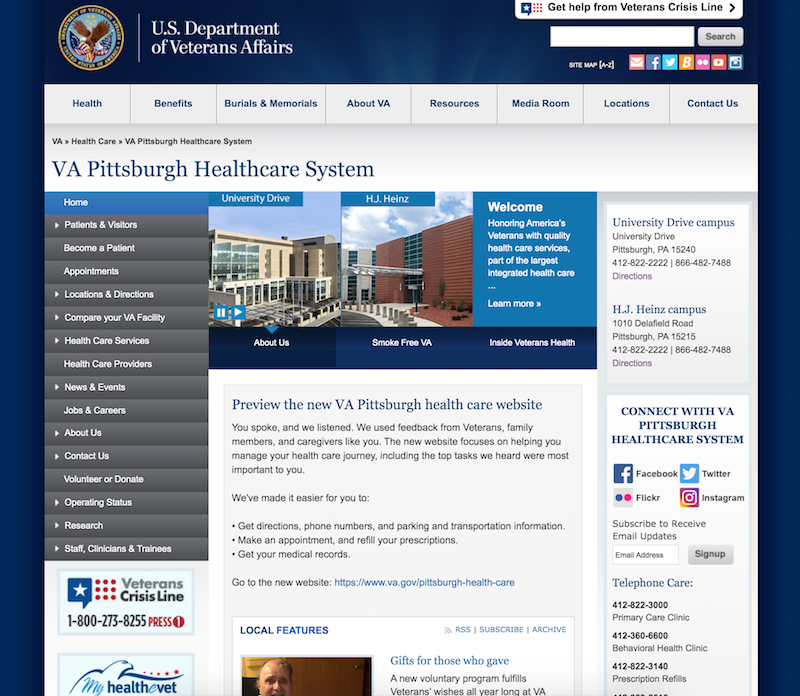 Get help from Veterans Crisis Line
U.S. Department
of Veterans Affairs
Search
SITE MAP [A-Z]
Health
Benefits
Burials & Memorials
About VA
Resources
Media Room
Locations
Contact Us
VA » Health Care » VA Pittsburgh Healthcare System
VA Pittsburgh Healthcare System
Home
Patients & Visitors
Become a Patient
Appointments
Locations & Directions
Compare your VA Facility
Health Care Services
Health Care Providers
News & Events
Jobs & Careers
About Us
Contact Us
Volunteer or Donate
Operating Status
Research
Staff, Clinicians & Trainees
Veterans
Crisis Line
1-800-273-8255 PRESS 1
My healthevet
University Drive
H.J. Heinz
Welcome
Honoring America's
Veterans with quality
health care services,
part of the largest
integrated health care
...
Learn more »
About Us
Smoke Free VA
Inside Veterans Health
Preview the new VA Pittsburgh health care website
You spoke, and we listened. We used feedback from Veterans, family
members, and caregivers like you. The new website focuses on helping you
manage your health care journey, including the top tasks we heard were most
important to you.
We've made it easier for you to:
• Get directions, phone numbers, and parking and transportation information.
• Make an appointment, and refill your prescriptions.
• Get your medical records.
Go to the new website: https://www.va.gov/pittsburgh-health-care
LOCAL FEATURES
RSS | SUBSCRIBE | ARCHIVE
Gifts for those who gave
A new voluntary program fulfills
Veterans' wishes all year long at VA
University Drive campus
University Drive
Pittsburgh, PA 15240
412-822-2222 | 866-482-7488
Directions
H.J. Heinz campus
1010 Delafield Road
Pittsburgh, PA 15215
412-822-2222 | 866-482-7488
Directions
CONNECT WITH VA
PITTSBURGH
HEALTHCARE SYSTEM
Facebook
Twitter
Flickr
Instagram
Subscribe to Receive
Email Updates
Email Address
Signup
Telephone Care:
412-822-3000
Primary Care Clinic
412-360-6600
Behavioral Health Clinic
412-822-3140
Prescription Refills